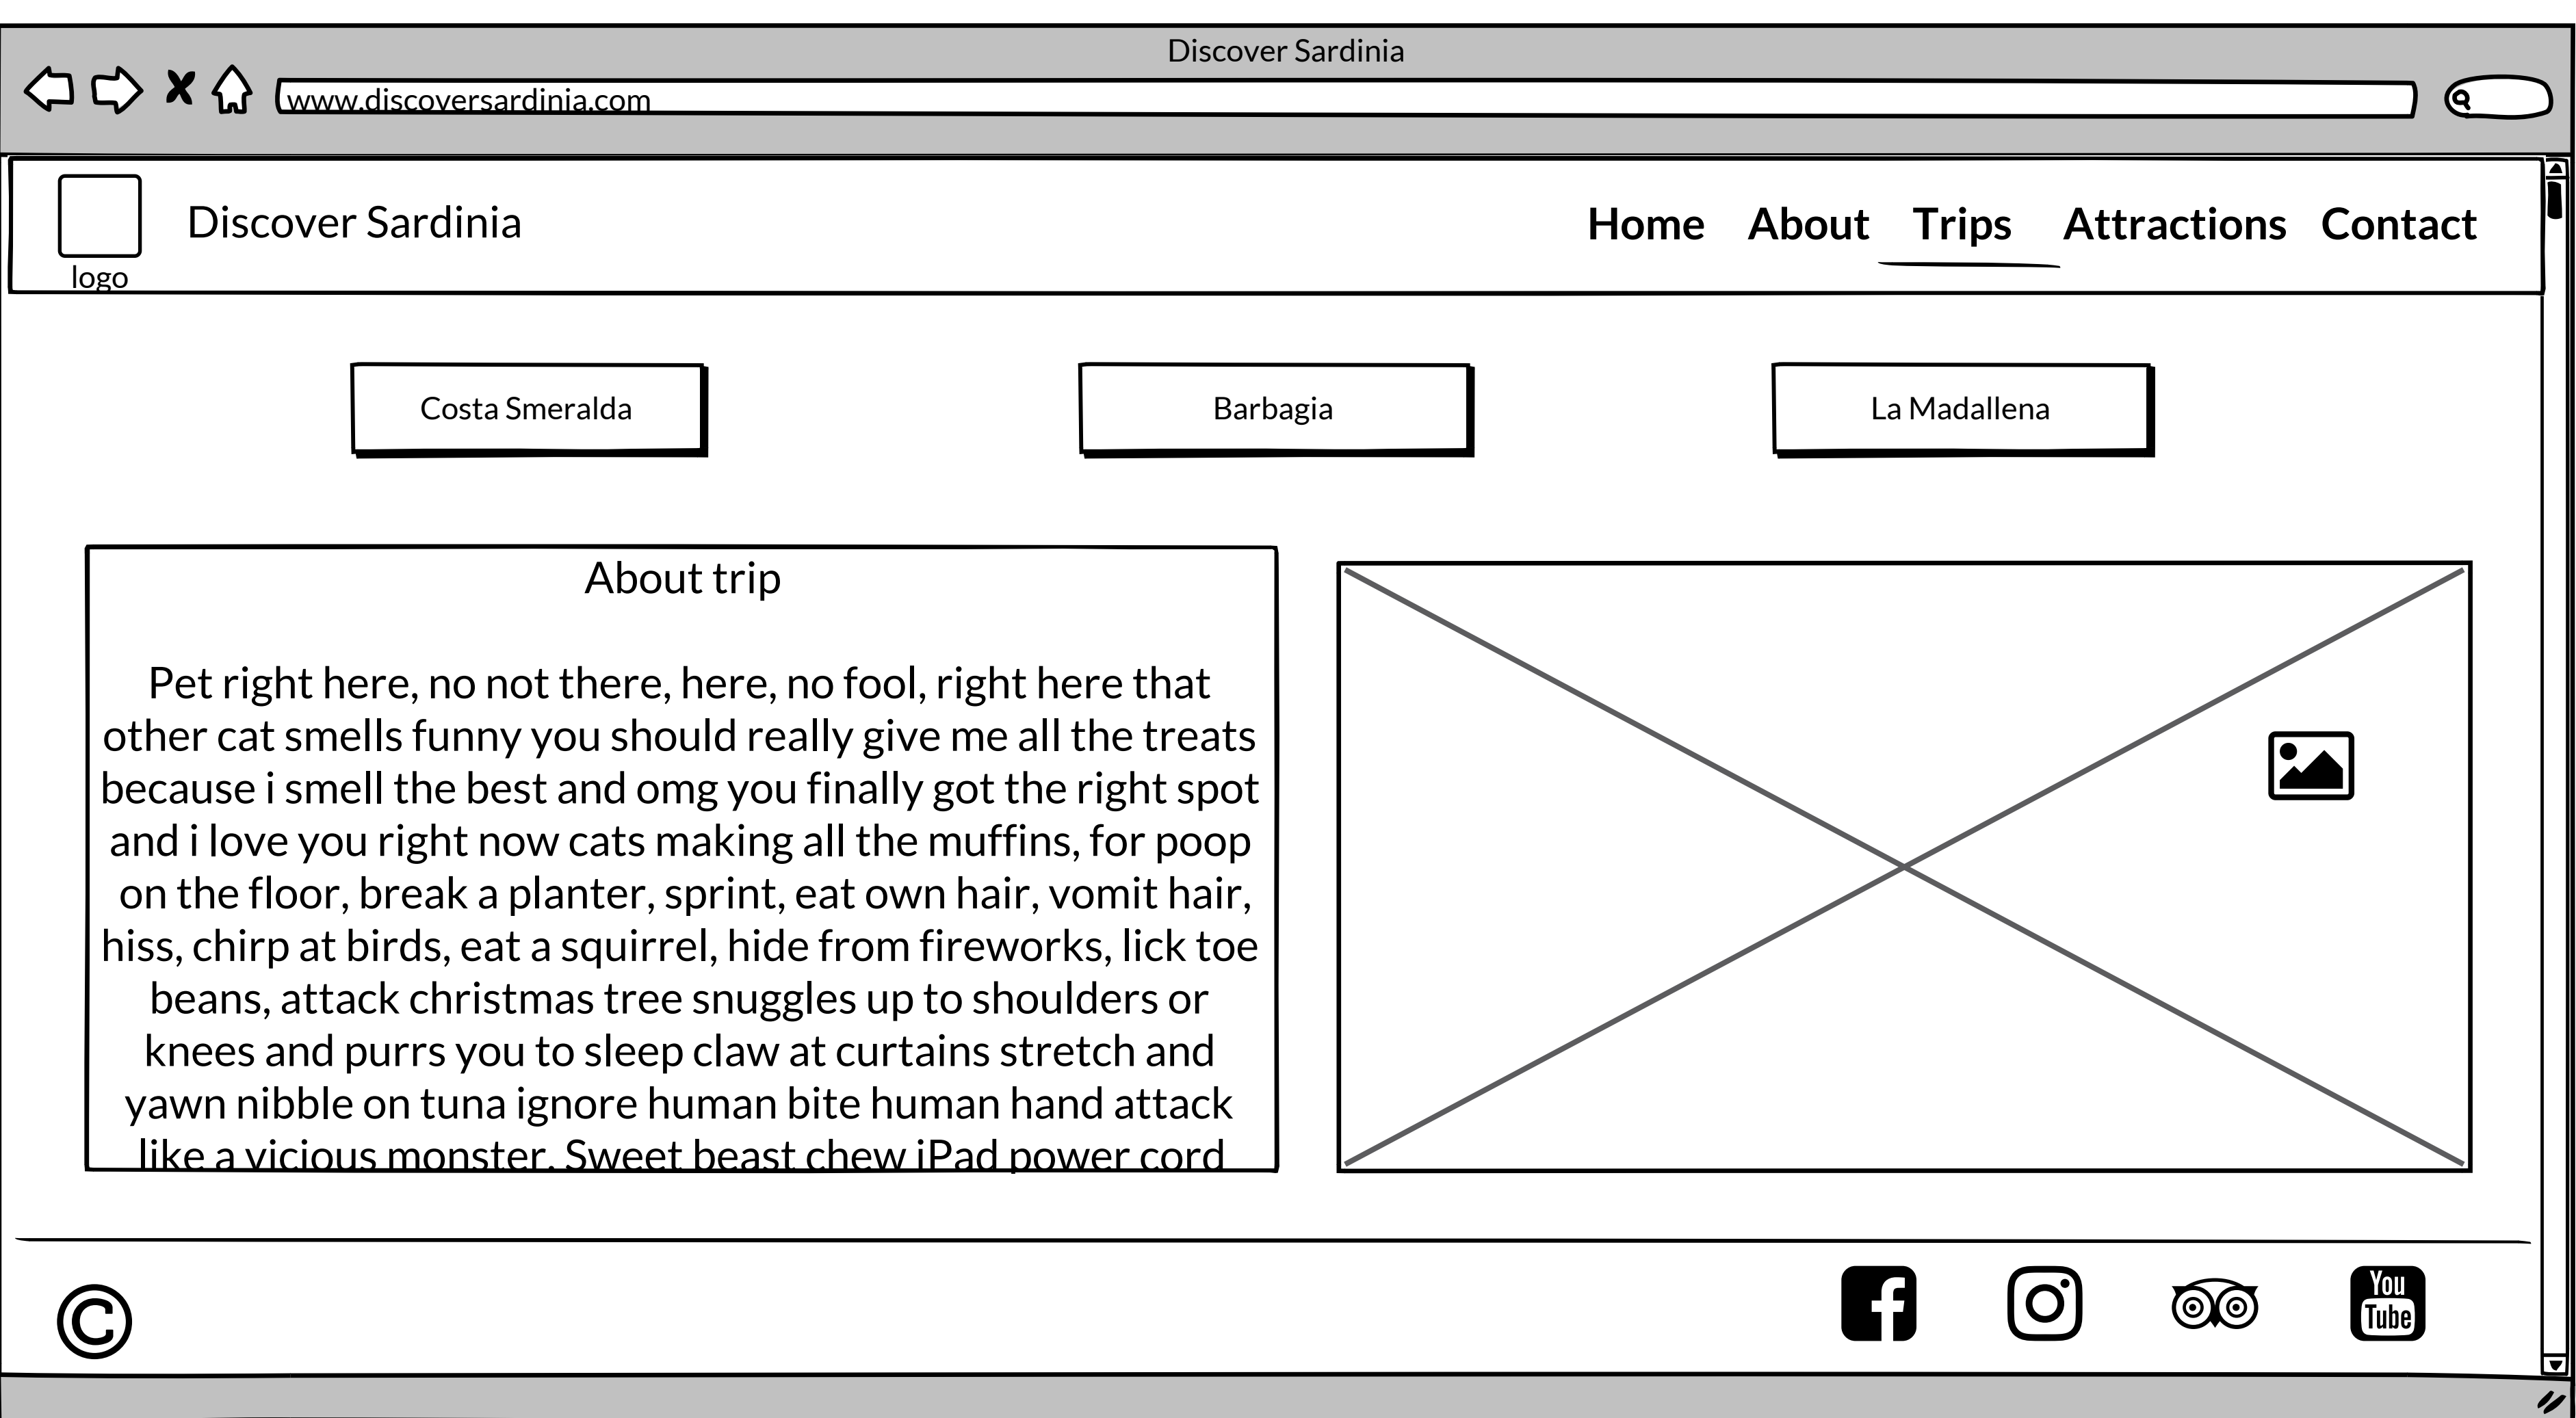 Discover Sardinia
www.discoversardinia.com
Discover Sardinia
Home About Trips Attractions Contact
logo
Costa Smeralda
Barbagia
La Madallena
About trip
Pet right here, no not there, here, no fool, right here that
other cat smells funny you should really give me all the treats
because i smell the best and omg you finally got the right spot
and i love you right now cats making all the muffins, for poop
on the floor, break a planter, sprint, eat own hair, vomit hair,
hiss, chirp at birds, eat a squirrel, hide from fireworks, lick toe
beans, attack christmas tree snuggles up to shoulders or
knees and purrs you to sleep claw at curtains stretch and
yawn nibble on tuna ignore human bite human hand attack
like a vicious monster. Sweet beast chew iPad power cord
©
You
Tube